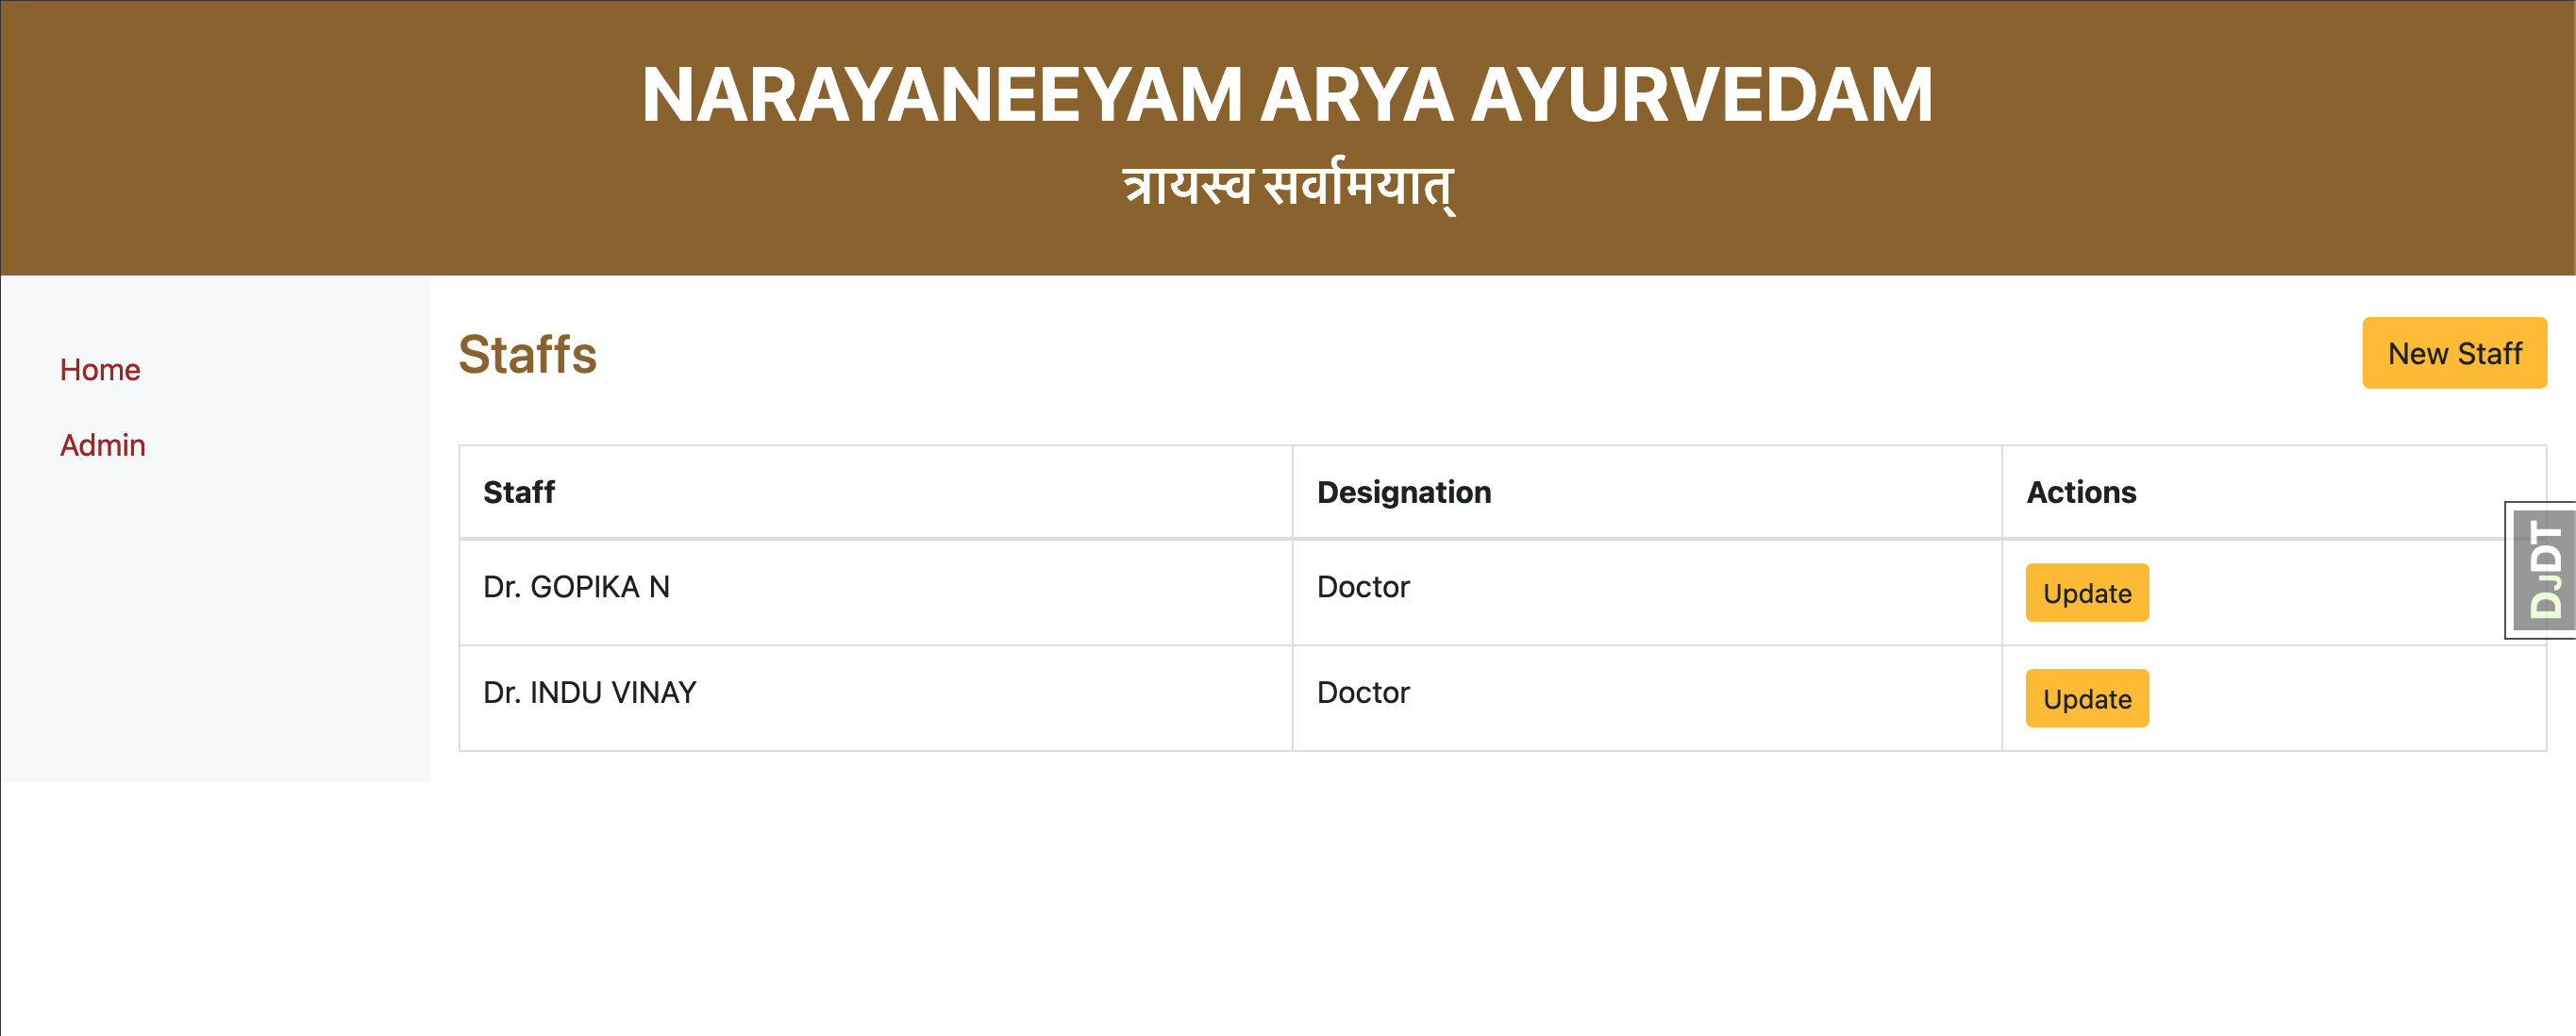 NARAYANEEYAM ARYA AYURVEDAM
त्रायस्व सर्वामयात्
Home
Admin
Staffs
New Staff
Staff Designation Actions
Dr. GOPIKA N Doctor Update
Dr. INDU VINAY Doctor Update
DJDT